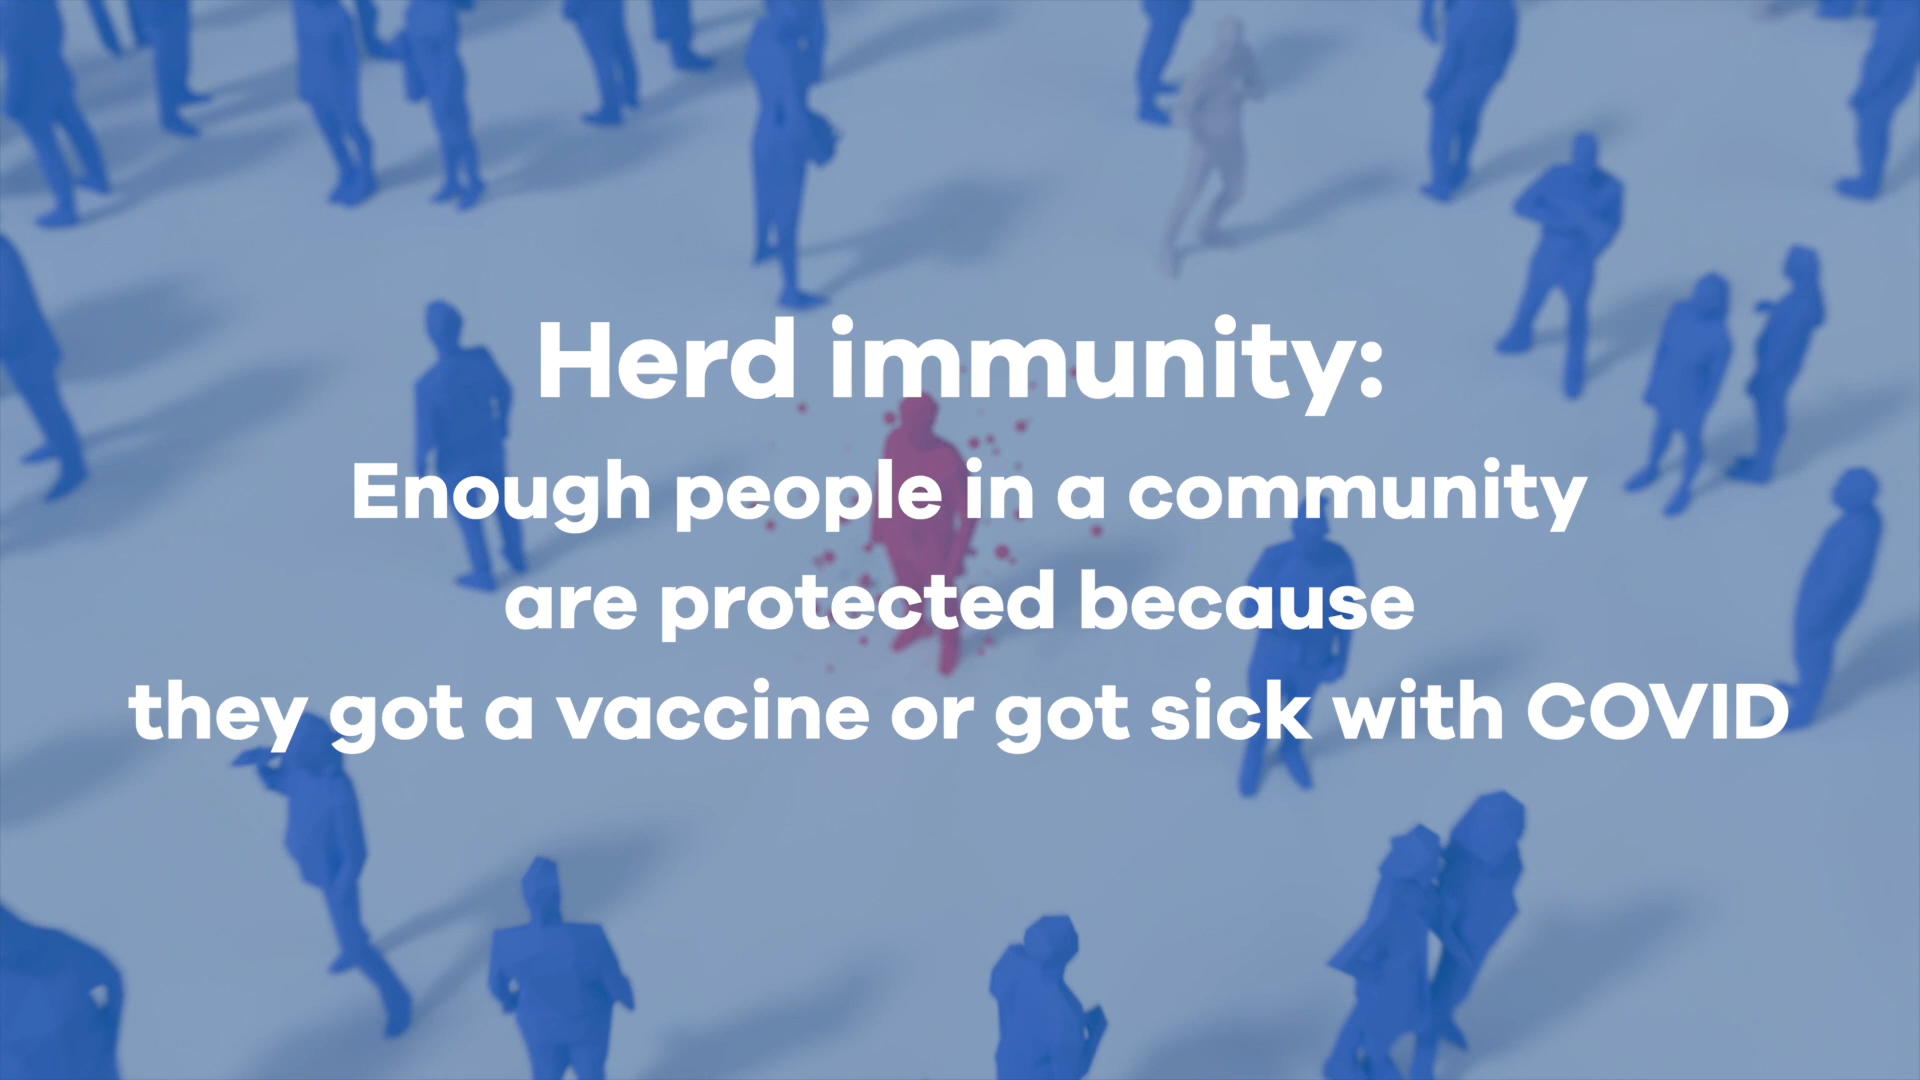 Herd immunity:
Enough people in a community
are protected because
they got a vaccine or got sick with COVID